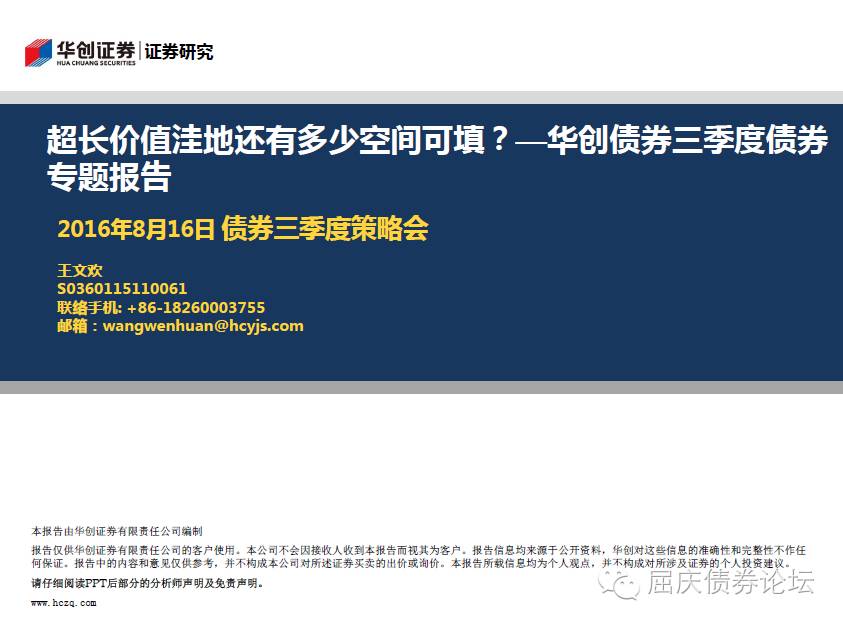 华创证券 证券研究
HUA CHUANG SECURITIES
超长价值洼地还有多少空间可填？—华创债券三季度债券
专题报告
2016年8月16日 债券三季度策略会
王文欢
S0360115110061
联络手机: +86-18260003755
邮箱：wangwenhuan@hcyjs.com
本报告由华创证券有限责任公司编制
报告仅供华创证券有限责任公司的客户使用。本公司不会因接收人收到本报告而视其为客户。报告信息均来源于公开资料，华创对这些信息的准确性和完整性不作任
何保证。报告中的内容和意见仅供参考，并不构成本公司对所述证券买卖的出价或询价。本报告所载信息均为个人观点，并不构成对所涉及证券的个人投资建议。
请仔细阅读PPT后部分的分析师声明及免责声明。
www.hczq.com
屈庆债券论坛